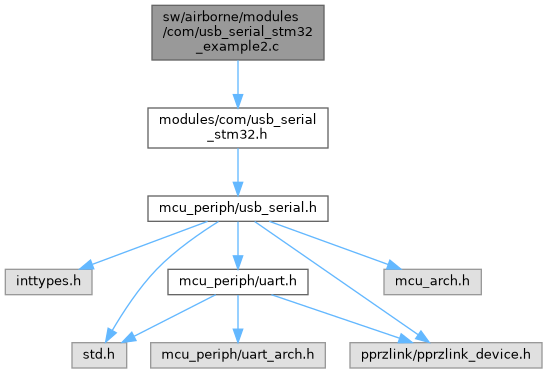 sw/airborne/modules
/com/usb_serial_stm32
_example2.c
modules/com/usb_serial
_stm32.h
mcu_periph/usb_serial.h
inttypes.h
mcu_periph/uart.h
mcu_arch.h
std.h
mcu_periph/uart_arch.h
pprzlink/pprzlink_device.h